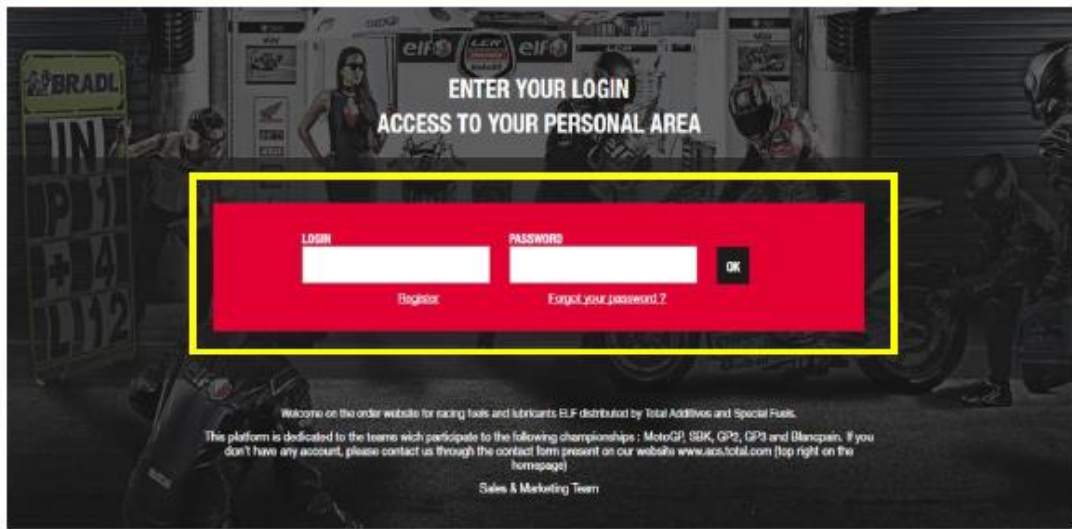 elf LCR elf
LCR
BRADL
IN
P 11
+ 4
L112
ENTER YOUR LOGIN
ACCESS TO YOUR PERSONAL AREA
LOGIN PASSWORD
OK
Register Forgot your password ?
Welcome on the order website for racing fuels and lubricants ELF distributed by Total Additives and Special Fuels.
This platform is dedicated to the teams wich participate to the following championships : MotoGP, SBK, GP2, GP3 and Blancpain. If you
don't have any account, please contact us through the contact form present on our website www.acs.total.com (top right on the
homepage)
Sales & Marketing Team